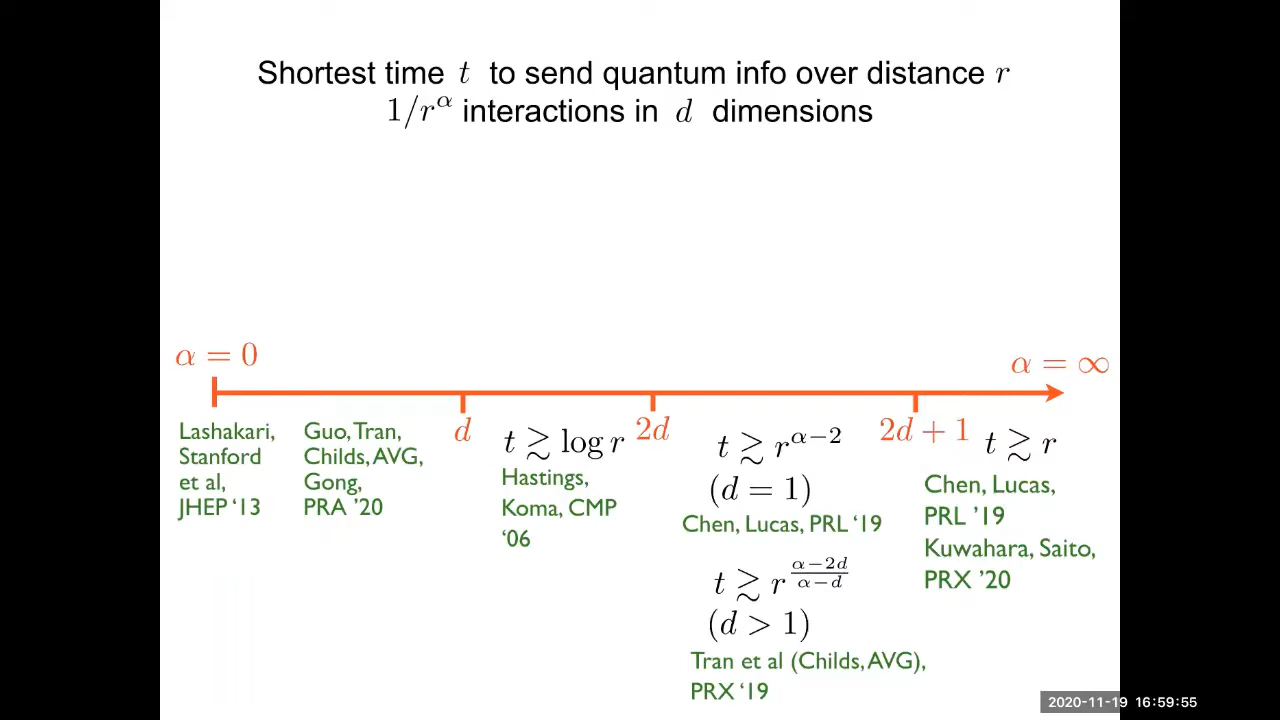 Shortest time t to send quantum info over distance r
1/r^α interactions in d dimensions
α = 0
α = ∞
d
2d
2d + 1
Lashakari,
Stanford
et al,
JHEP ‘13
Guo, Tran,
Childs, AVG,
Gong,
PRA ’20
t ≳ log r
Hastings,
Koma, CMP
‘06
t ≳ r^{α−2}
(d = 1)
Chen, Lucas, PRL ‘19
t ≳ r^{\frac{α−2d}{α−d}}
(d > 1)
Tran et al (Childs, AVG),
PRX ‘19
t ≳ r
Chen, Lucas,
PRL ’19
Kuwahara, Saito,
PRX ’20
2020-11-19 16:59:55